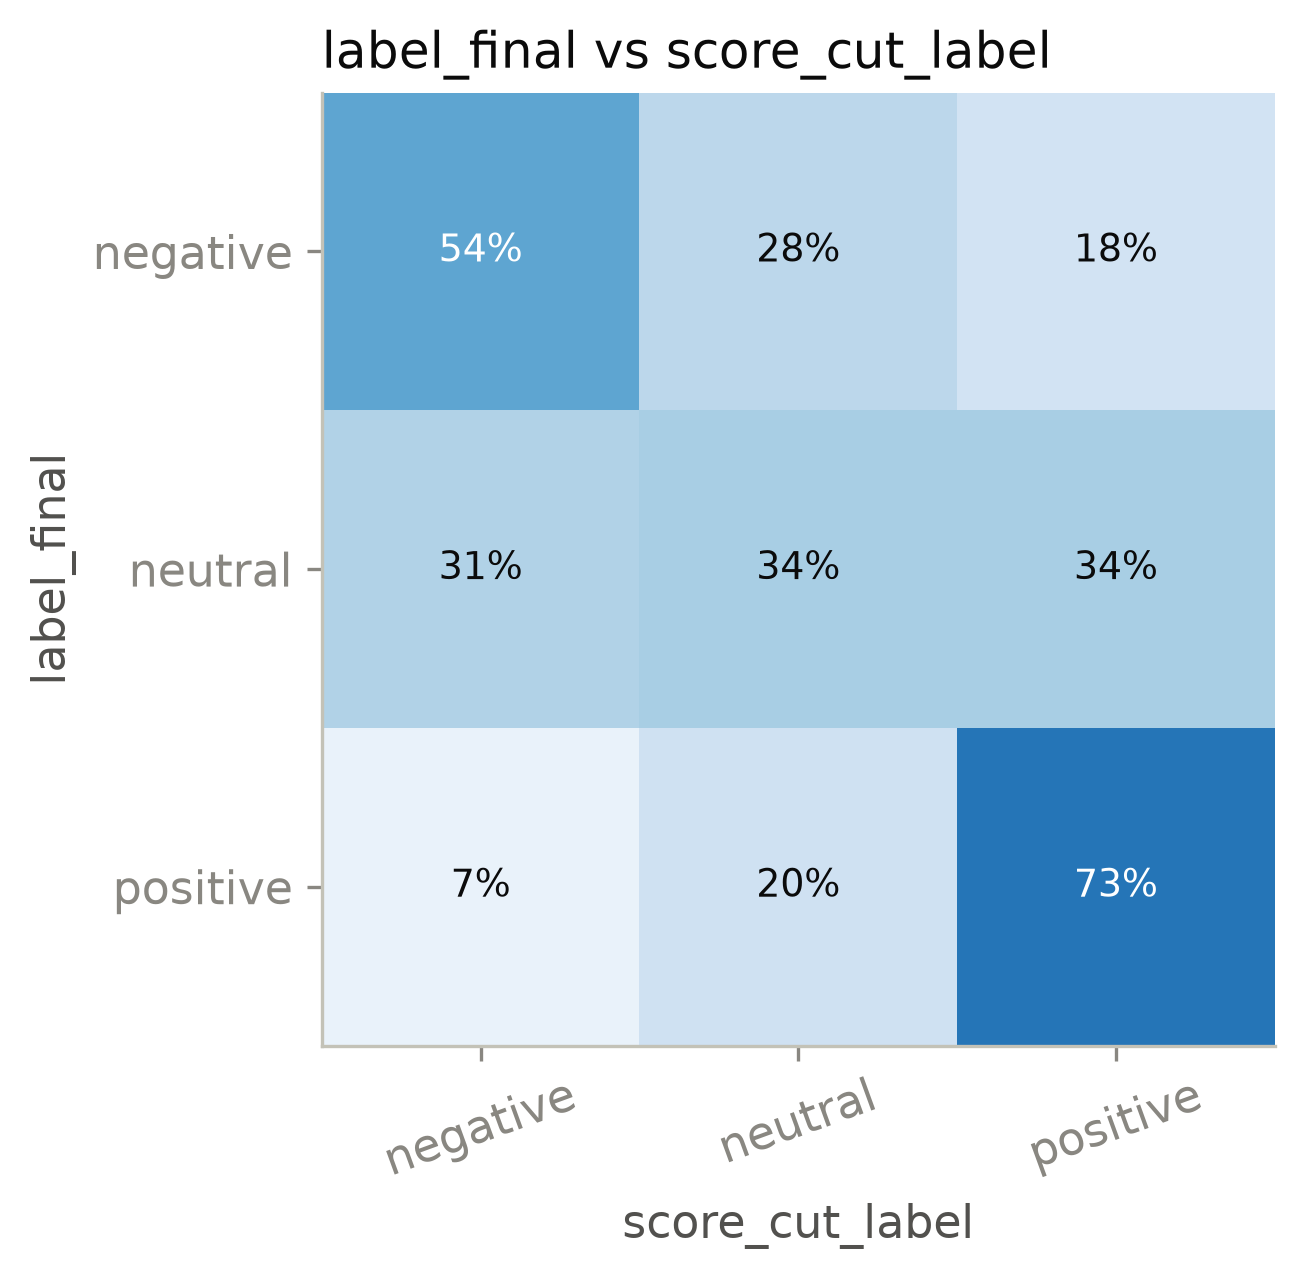 label_final vs score_cut_label
label_final
negative
54% 28% 18%
neutral
31% 34% 34%
positive
7% 20% 73%
negative neutral positive
score_cut_label